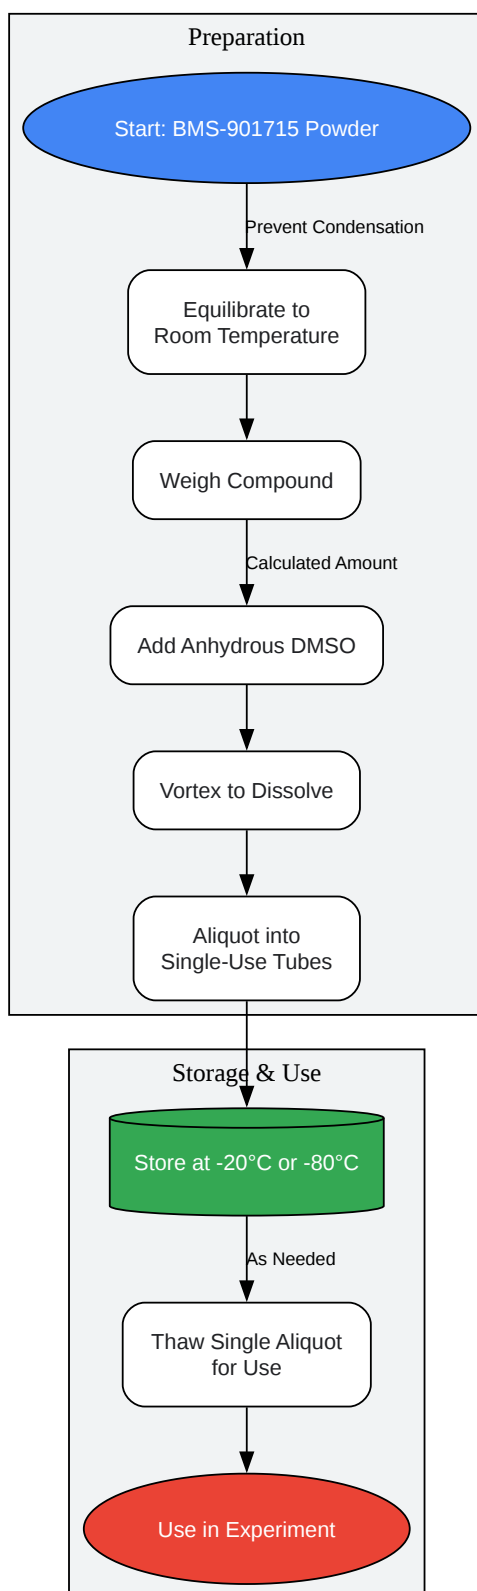 Preparation
Start: BMS-901715 Powder
Prevent Condensation
Equilibrate to
Room Temperature
Weigh Compound
Calculated Amount
Add Anhydrous DMSO
Vortex to Dissolve
Aliquot into
Single-Use Tubes
Storage & Use
Store at -20°C or -80°C
As Needed
Thaw Single Aliquot
for Use
Use in Experiment